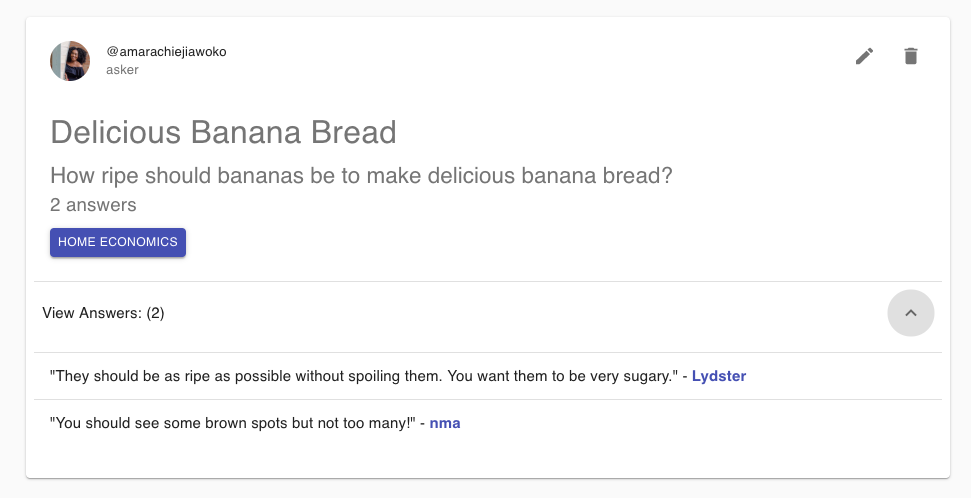 @amarachiejiawoko
asker
Delicious Banana Bread
How ripe should bananas be to make delicious banana bread?
2 answers
HOME ECONOMICS
View Answers: (2)
"They should be as ripe as possible without spoiling them. You want them to be very sugary." - Lydster
"You should see some brown spots but not too many!" - nma